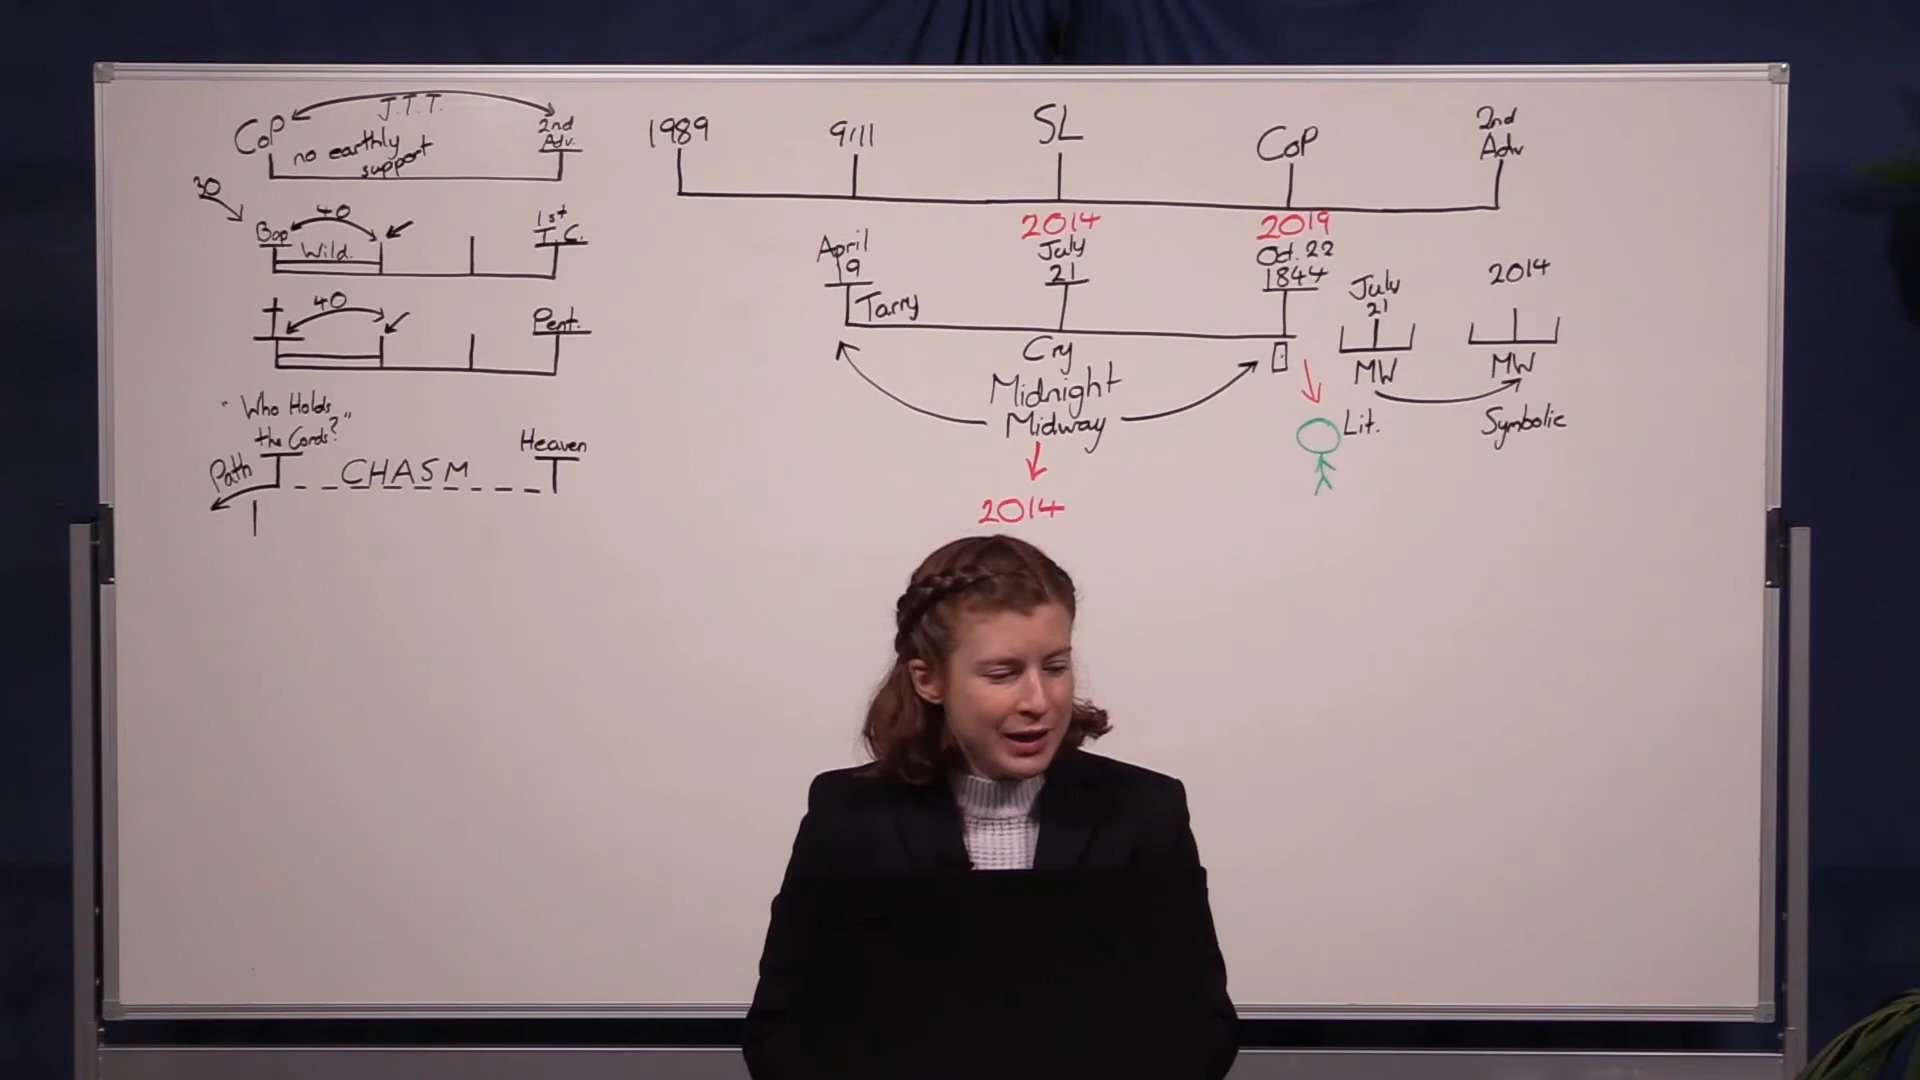 CoP
J.T.T.
2nd
Adv.
no earthly
support
30
Bap
40
Wild.
1st
T.C.
40
Pent.
"Who Holds
the Cords?"
Path
CHASM
Heaven
1989
9/11
SL
CoP
2nd
Adv
2014
2019
April
19
Tarry
July
21
Oct. 22
1844
Cry
Midnight
Midway
2014
July
21
MW
Lit.
2014
MW
Symbolic